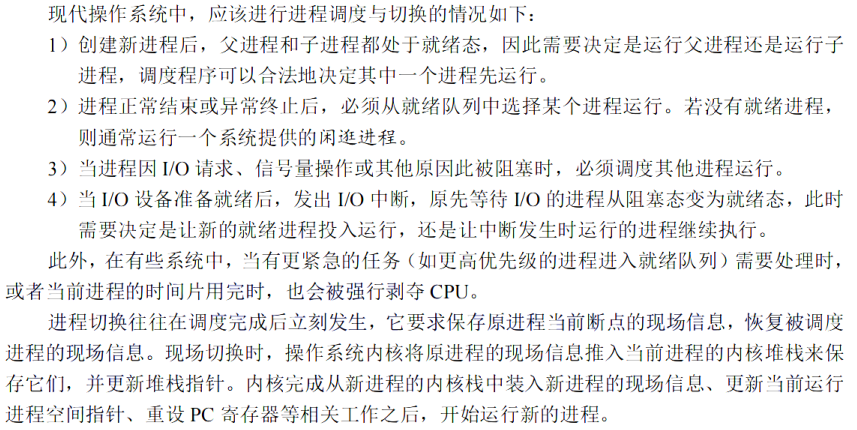 现代操作系统中，应该进行进程调度与切换的情况如下：
1）创建新进程后，父进程和子进程都处于就绪态，因此需要决定是运行父进程还是运行子
进程，调度程序可以合法地决定其中一个进程先运行。
2）进程正常结束或异常终止后，必须从就绪队列中选择某个进程运行。若没有就绪进程，
则通常运行一个系统提供的闲逛进程。
3）当进程因 I/O 请求、信号量操作或其他原因此被阻塞时，必须调度其他进程运行。
4）当 I/O 设备准备就绪后，发出 I/O 中断，原先等待 I/O 的进程从阻塞态变为就绪态，此时
需要决定是让新的就绪进程投入运行，还是让中断发生时运行的进程继续执行。
此外，在有些系统中，当有更紧急的任务（如更高优先级的进程进入就绪队列）需要处理时，
或者当前进程的时间片用完时，也会被强行剥夺 CPU。
进程切换往往在调度完成后立刻发生，它要求保存原进程当前断点的现场信息，恢复被调度
进程的现场信息。现场切换时，操作系统内核将原进程的现场信息推入当前进程的内核堆栈来保
存它们，并更新堆栈指针。内核完成从新进程的内核栈中装入新进程的现场信息、更新当前运行
进程空间指针、重设 PC 寄存器等相关工作之后，开始运行新的进程。